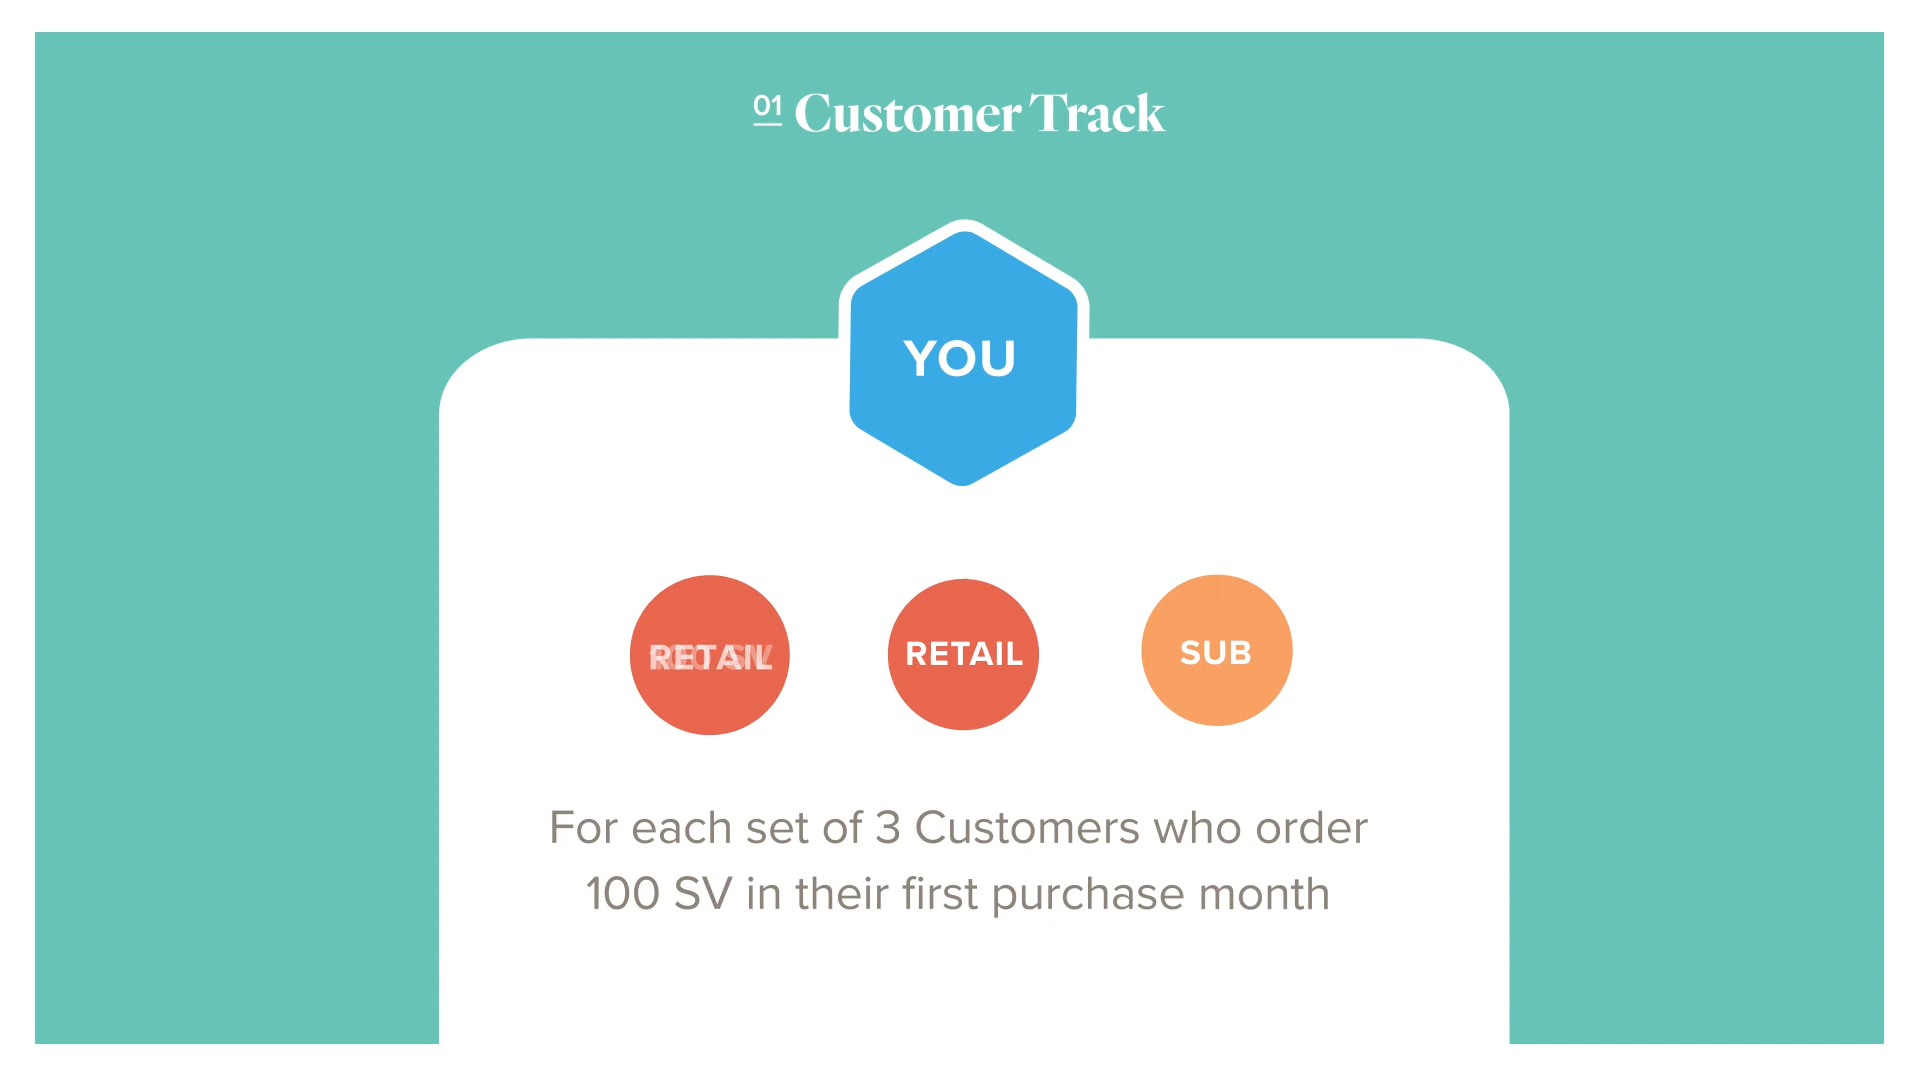 01 Customer Track
YOU
RETAIL RETAIL SUB
For each set of 3 Customers who order
100 SV in their first purchase month